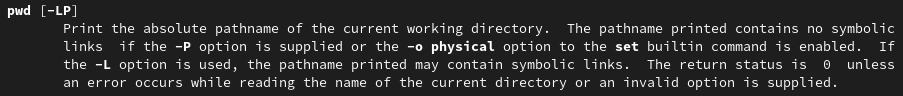 pwd [-LP]
Print the absolute pathname of the current working directory.  The pathname printed contains no symbolic
links  if the -P option is supplied or the -o physical option to the set builtin command is enabled.  If
the -L option is used, the pathname printed may contain symbolic links.  The return status is  0  unless
an error occurs while reading the name of the current directory or an invalid option is supplied.